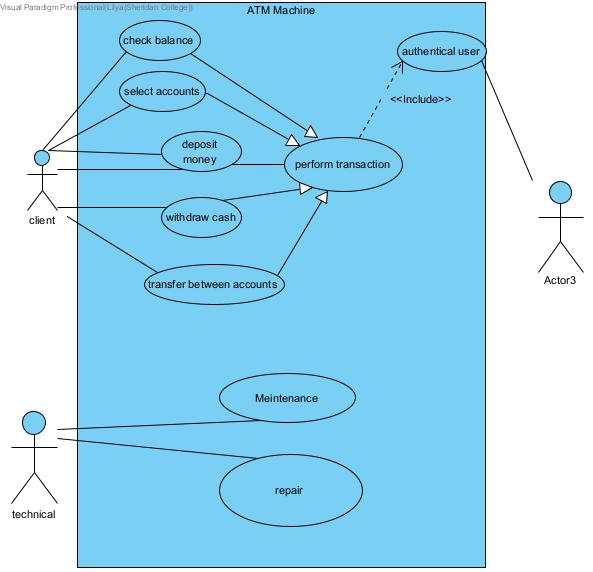 Visual Paradigm Professional(Lilya(Sheridan College))
ATM Machine
check balance
authentical user
select accounts
<<Include>>
deposit
money
perform transaction
client
withdraw cash
Actor3
transfer between accounts
Meintenance
technical
repair